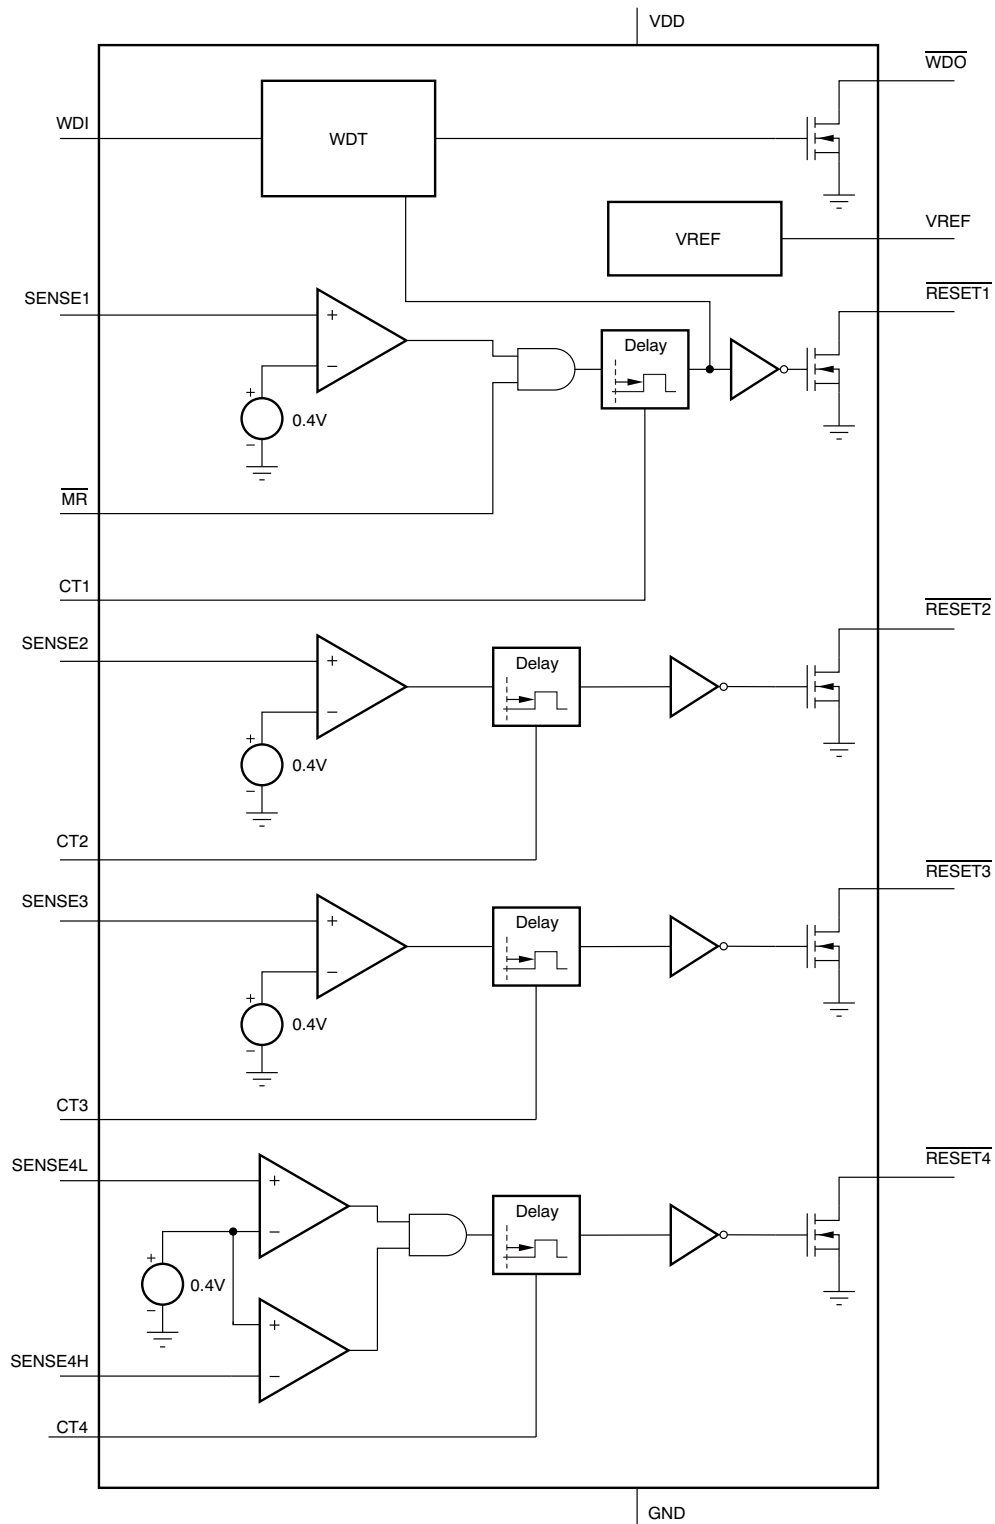 VDD
WDO
WDI
WDT
VREF
VREF
SENSE1
RESET1
+
Delay
−
+
0.4V
−
MR
CT1
RESET2
SENSE2
+
Delay
−
+
0.4V
−
CT2
RESET3
SENSE3
+
Delay
−
+
0.4V
−
CT3
RESET4
SENSE4L
+
Delay
−
+
0.4V
−
+
SENSE4H
−
CT4
GND